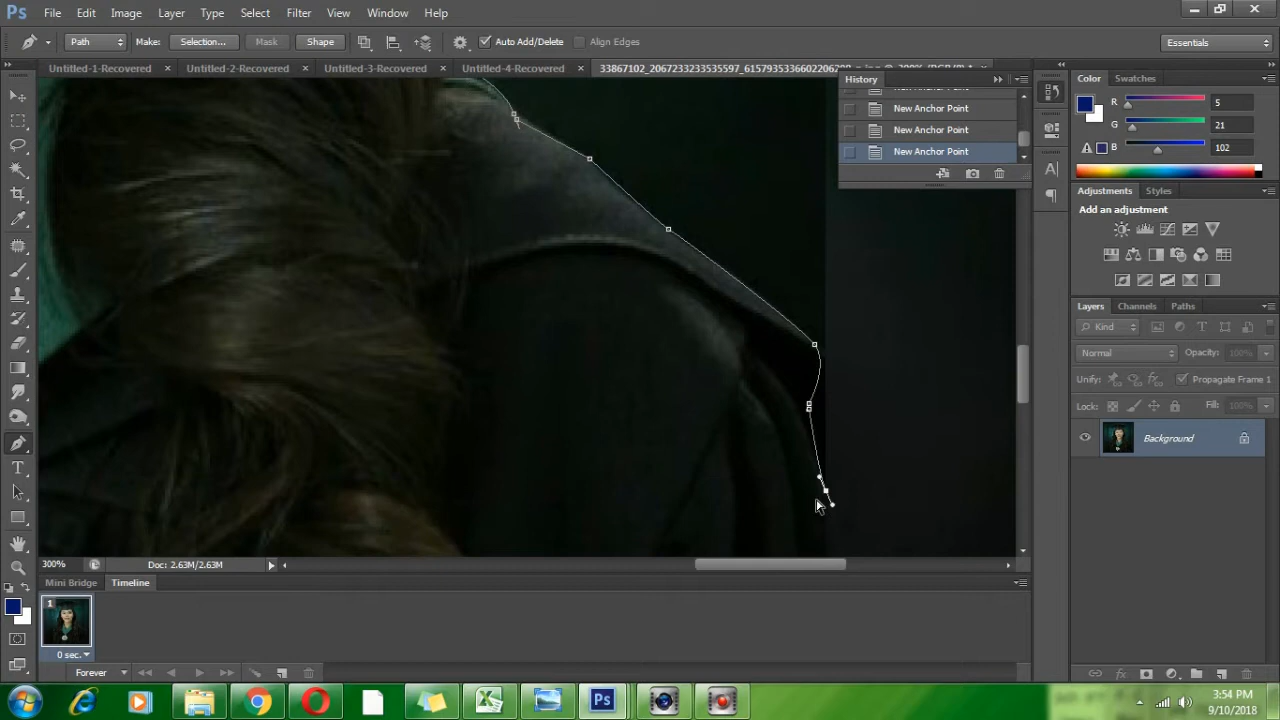 Ps File Edit Image Layer Type Select Filter View Window Help
Path Make: Selection... Mask Shape Auto Add/Delete Align Edges Essentials
Untitled-1-Recovered × Untitled-2-Recovered × Untitled-3-Recovered × Untitled-4-Recovered ×
History
New Anchor Point
New Anchor Point
New Anchor Point
Color Swatches
R 5
G 21
B 102
Adjustments Styles
Add an adjustment
Layers Channels Paths
Kind
Normal Opacity: 100%
Unify: Propagate Frame 1
Lock: Fill: 100%
Background
300% Doc: 2.63M/2.63M
Mini Bridge Timeline
1
0 sec.
Forever
Ps
3:54 PM
9/10/2018